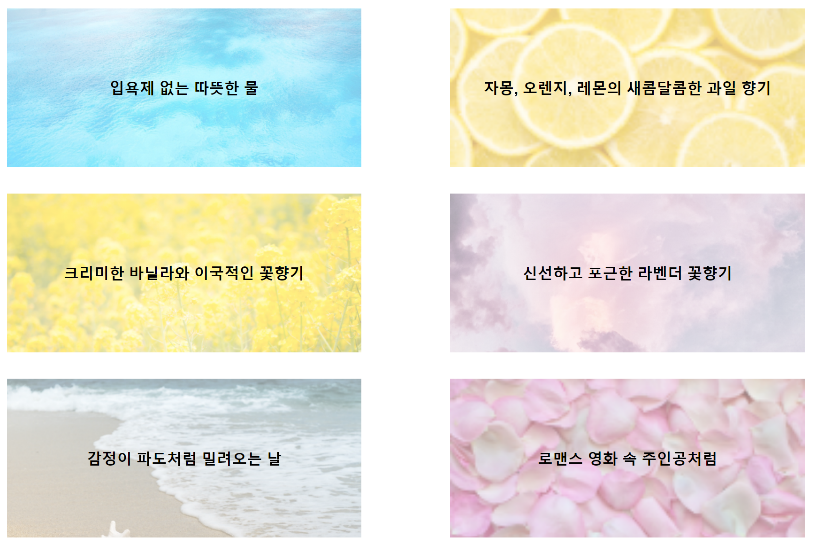 입욕제 없는 따뜻한 물
자몽, 오렌지, 레몬의 새콤달콤한 과일 향기
크리미한 바닐라와 이국적인 꽃향기
신선하고 포근한 라벤더 꽃향기
감정이 파도처럼 밀려오는 날
로맨스 영화 속 주인공처럼